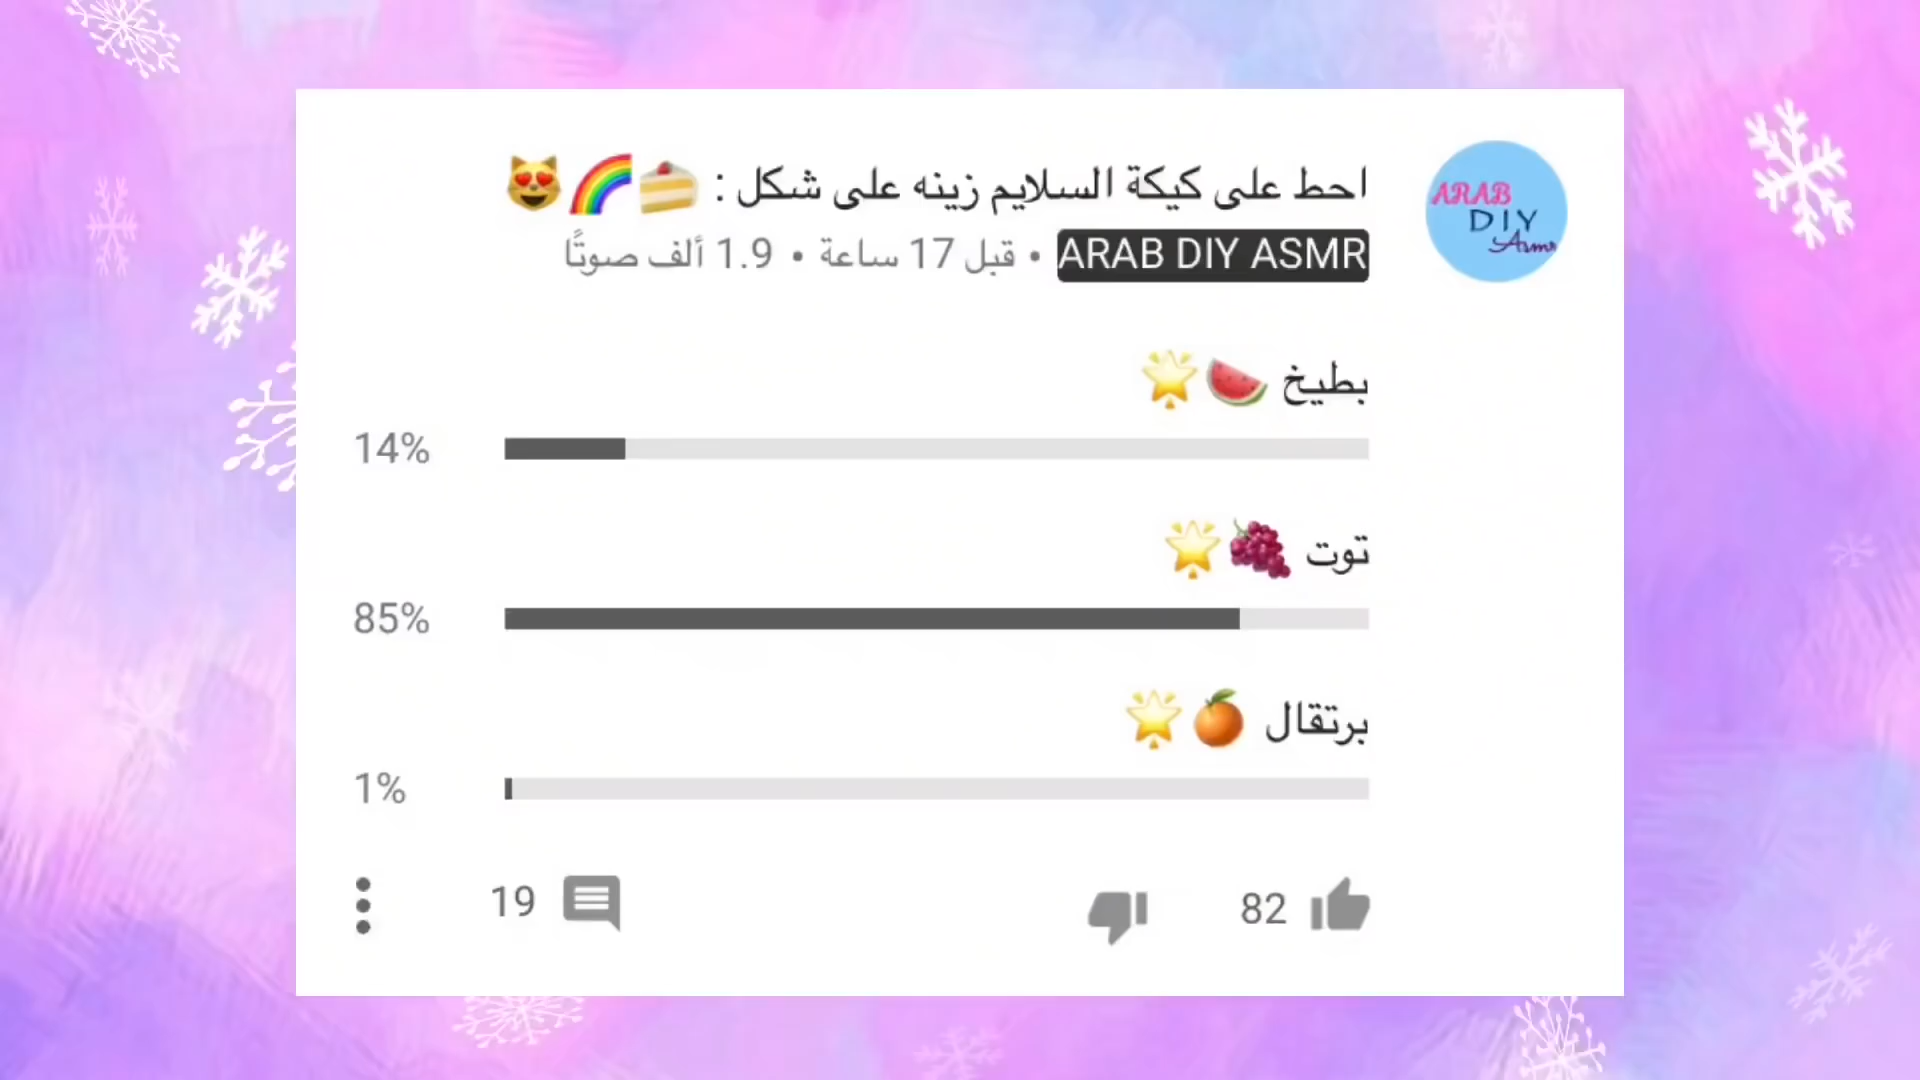 احط على كيكة السلايم زينه على شكل : 🍰🌈😻
ARAB DIY ASMR • قبل 17 ساعة • 1.9 ألف صوتًا
ARAB
DIY
Asmr
بطيخ 🍉🌟
14%
توت 🍇🌟
85%
برتقال 🍊🌟
1%
82
19